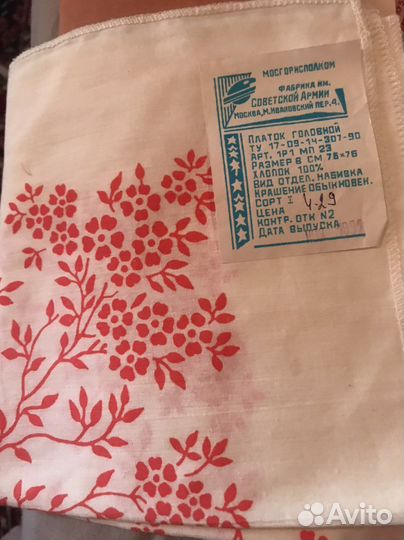 МОСГОРИСПОЛКОМ
ФАБРИКА ИМ.
СОВЕТСКОЙ АРМИИ
МОСКВА, М. ИВАНОВСКИЙ ПЕР, 4.
ПЛАТОК ГОЛОВНОЙ
ТУ 17-09-14-307-90
АРТ. 1Р1 МП 23
РАЗМЕР В СМ 76×76
ХЛОПОК 100%
ВИД ОТДЕЛ. НАБИВКА
КРАШЕНИЕ ОБЫКНОВЕН.
СОРТ I
ЦЕНА 4-29
КОНТР. ОТК N2
ДАТА ВЫПУСКА
Avito